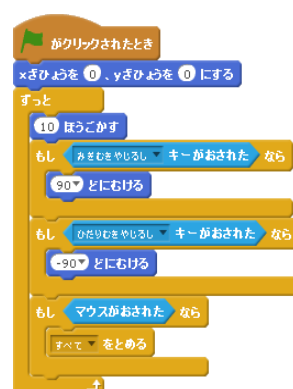 がクリックされたとき
xざひょうを 0 、yざひょうを 0 にする
ずっと
10 ほうごかす
もし みぎむきやじるし キーがおされた なら
90 どにむける
もし ひだりむきやじるし キーがおされた なら
-90 どにむける
もし マウスがおされた なら
すべて をとめる